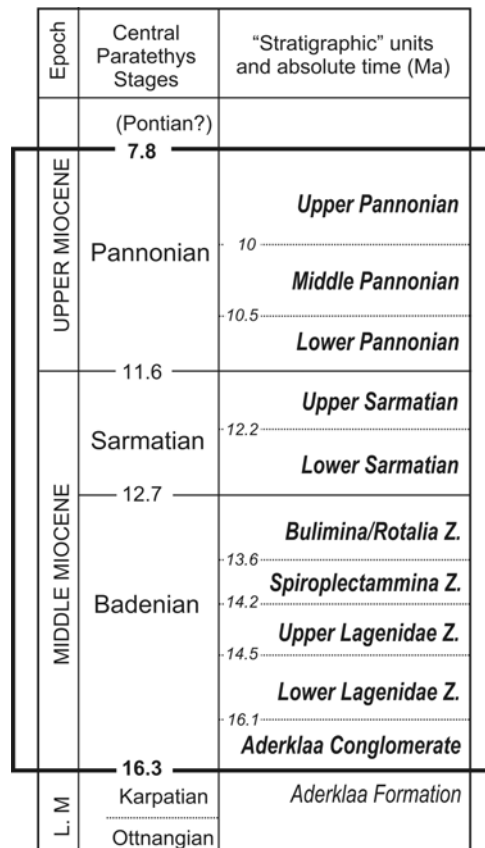 Epoch
Central
Paratethys
Stages
“Stratigraphic” units
and absolute time (Ma)
(Pontian?)
7.8
UPPER MIOCENE
Pannonian
Upper Pannonian
10
Middle Pannonian
10.5
Lower Pannonian
11.6
MIDDLE MIOCENE
Sarmatian
Upper Sarmatian
12.2
Lower Sarmatian
12.7
Badenian
Bulimina/Rotalia Z.
13.6
Spiroplectammina Z.
14.2
Upper Lagenidae Z.
14.5
Lower Lagenidae Z.
16.1
Aderklaa Conglomerate
16.3
L. M
Karpatian
Aderklaa Formation
Ottnangian